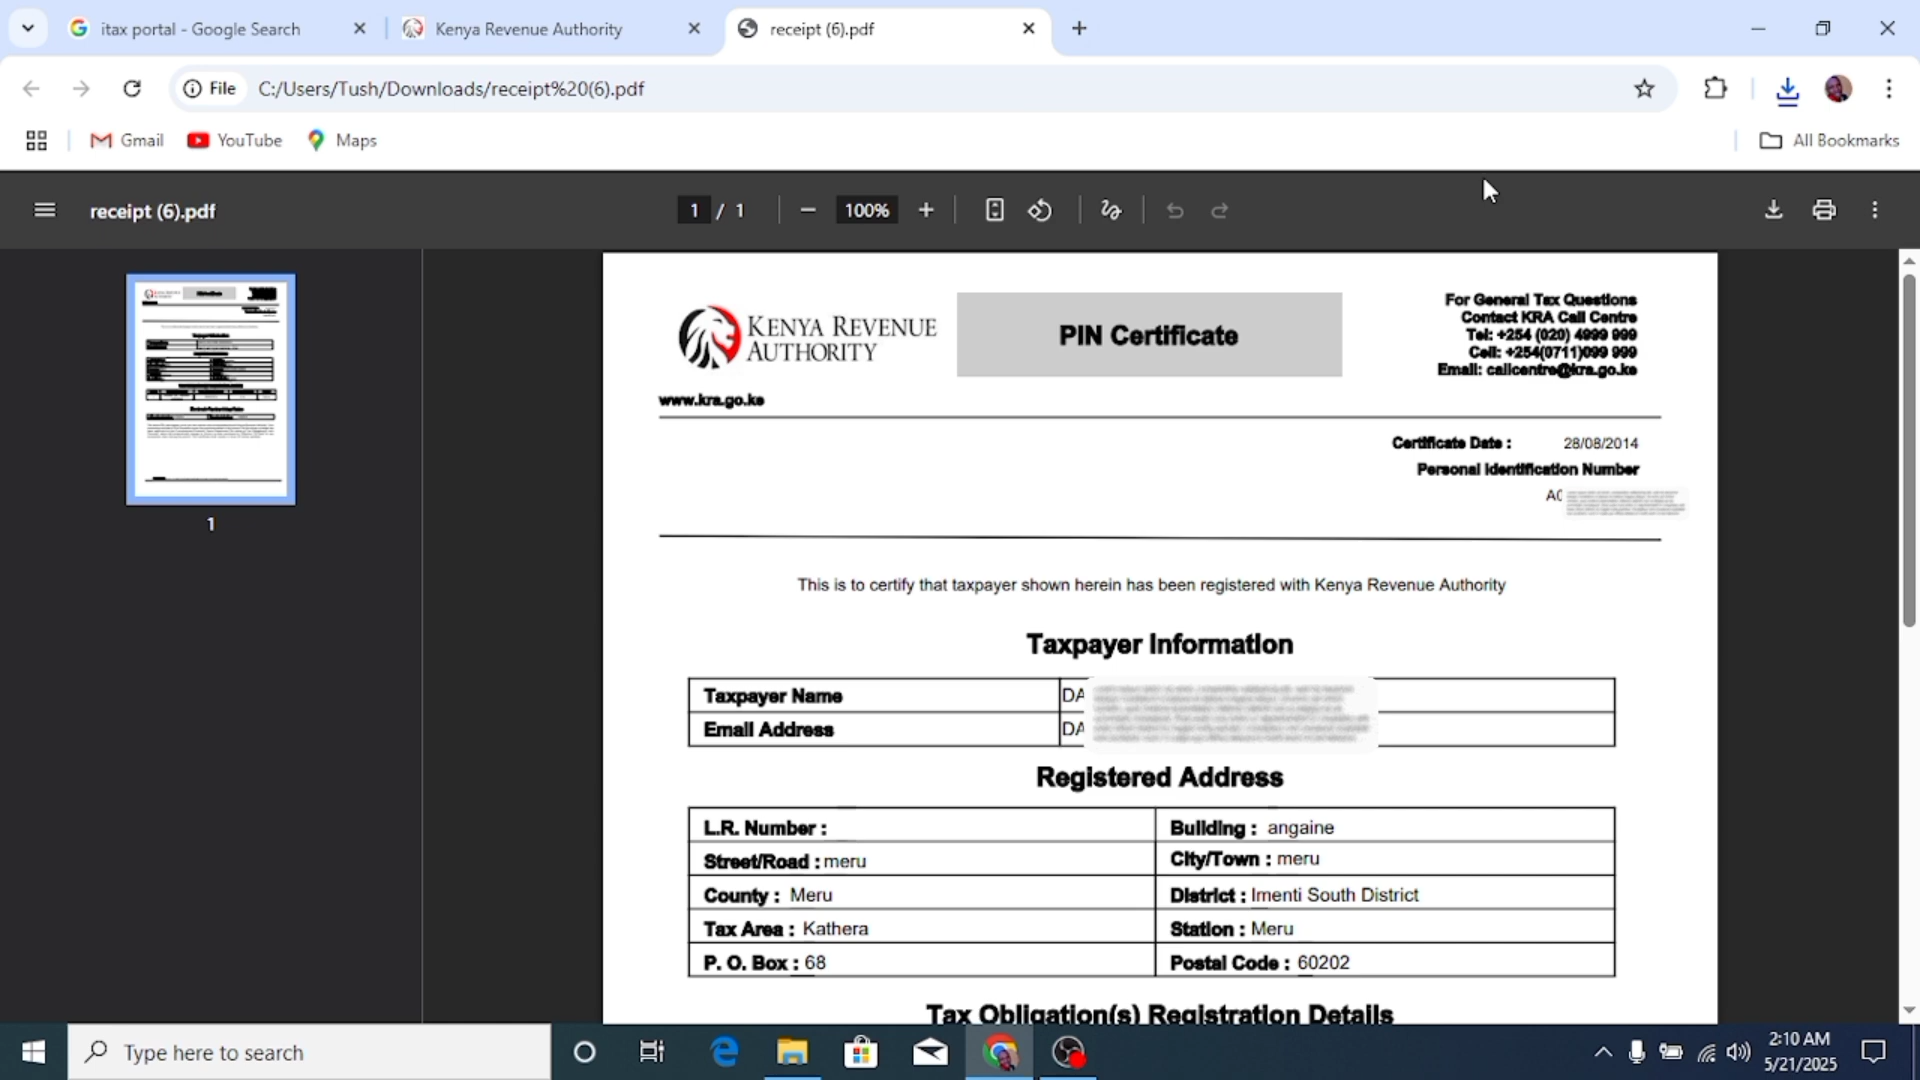 itax portal - Google Search
Kenya Revenue Authority
receipt (6).pdf
File
C:/Users/Tush/Downloads/receipt%20(6).pdf
Gmail
YouTube
Maps
All Bookmarks
receipt (6).pdf
1 / 1
100%
1
KENYA REVENUE
AUTHORITY
PIN Certificate
For General Tax Questions
Contact KRA Call Centre
Tel: +254 (020) 4999 999
Cell: +254(0711)099 999
Email: callcentre@kra.go.ke
www.kra.go.ke
Certificate Date : 28/08/2014
Personal Identification Number
A0
This is to certify that taxpayer shown herein has been registered with Kenya Revenue Authority
Taxpayer Information
Taxpayer Name DA
Email Address DA
Registered Address
L.R. Number : Building : angaine
Street/Road : meru City/Town : meru
County : Meru District : Imenti South District
Tax Area : Kathera Station : Meru
P. O. Box : 68 Postal Code : 60202
Tax Obligation(s) Registration Details
Type here to search
2:10 AM
5/21/2025